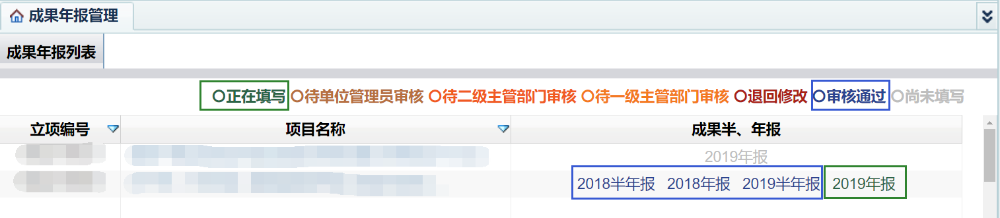 成果年报管理
成果年报列表
○正在填写 ○待单位管理员审核 ○待二级主管部门审核 ○待一级主管部门审核 ○退回修改 ○审核通过 ○尚未填写
立项编号 项目名称 成果半、年报
2019年报
2018半年报 2018年报 2019半年报 2019年报